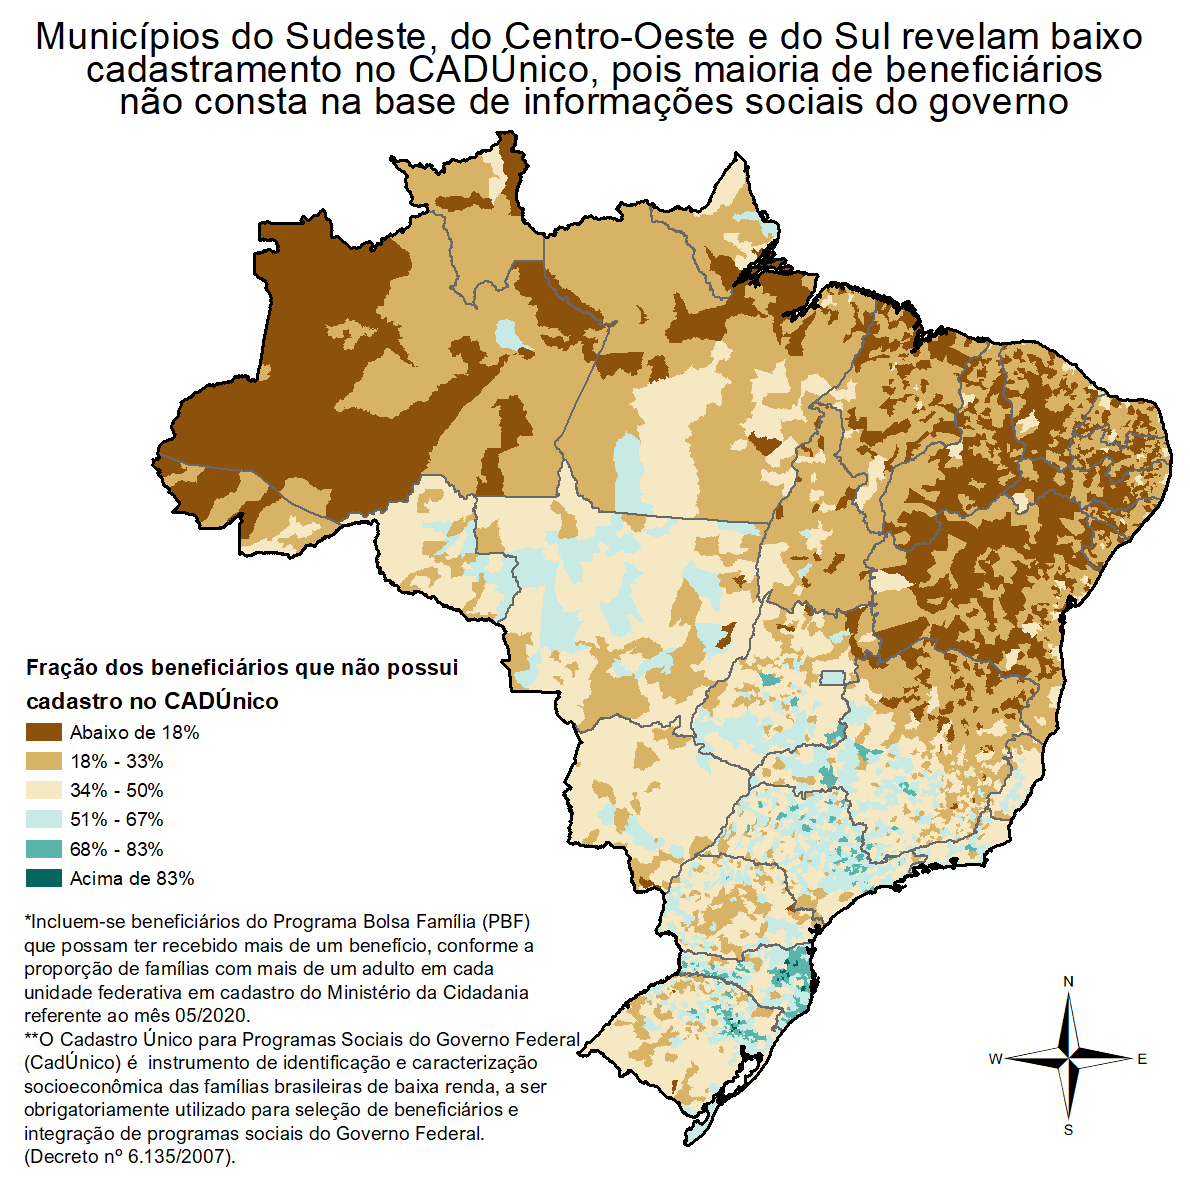 Municípios do Sudeste, do Centro-Oeste e do Sul revelam baixo
cadastramento no CADÚnico, pois maioria de beneficiários
não consta na base de informações sociais do governo
Fração dos beneficiários que não possui
cadastro no CADÚnico
Abaixo de 18%
18% - 33%
34% - 50%
51% - 67%
68% - 83%
Acima de 83%
*Incluem-se beneficiários do Programa Bolsa Família (PBF)
que possam ter recebido mais de um benefício, conforme a
proporção de famílias com mais de um adulto em cada
unidade federativa em cadastro do Ministério da Cidadania
referente ao mês 05/2020.
**O Cadastro Único para Programas Sociais do Governo Federal
(CadÚnico) é  instrumento de identificação e caracterização
socioeconômica das famílias brasileiras de baixa renda, a ser
obrigatoriamente utilizado para seleção de beneficiários e
integração de programas sociais do Governo Federal.
(Decreto nº 6.135/2007).
N
W
E
S